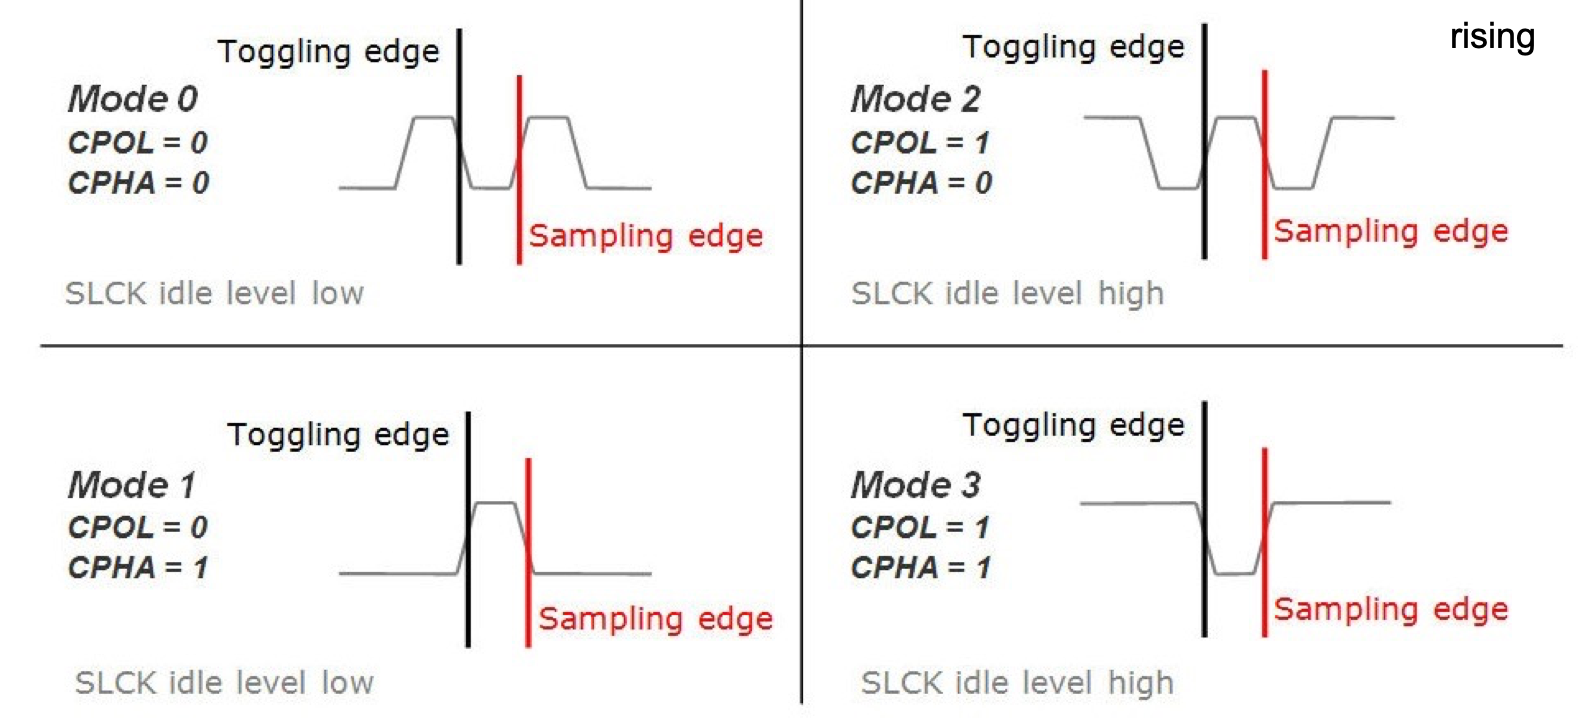 Toggling edge
Mode 0
CPOL = 0
CPHA = 0
Sampling edge
SLCK idle level low
rising
Toggling edge
Mode 2
CPOL = 1
CPHA = 0
Sampling edge
SLCK idle level high
Toggling edge
Mode 1
CPOL = 0
CPHA = 1
Sampling edge
SLCK idle level low
Toggling edge
Mode 3
CPOL = 1
CPHA = 1
Sampling edge
SLCK idle level high